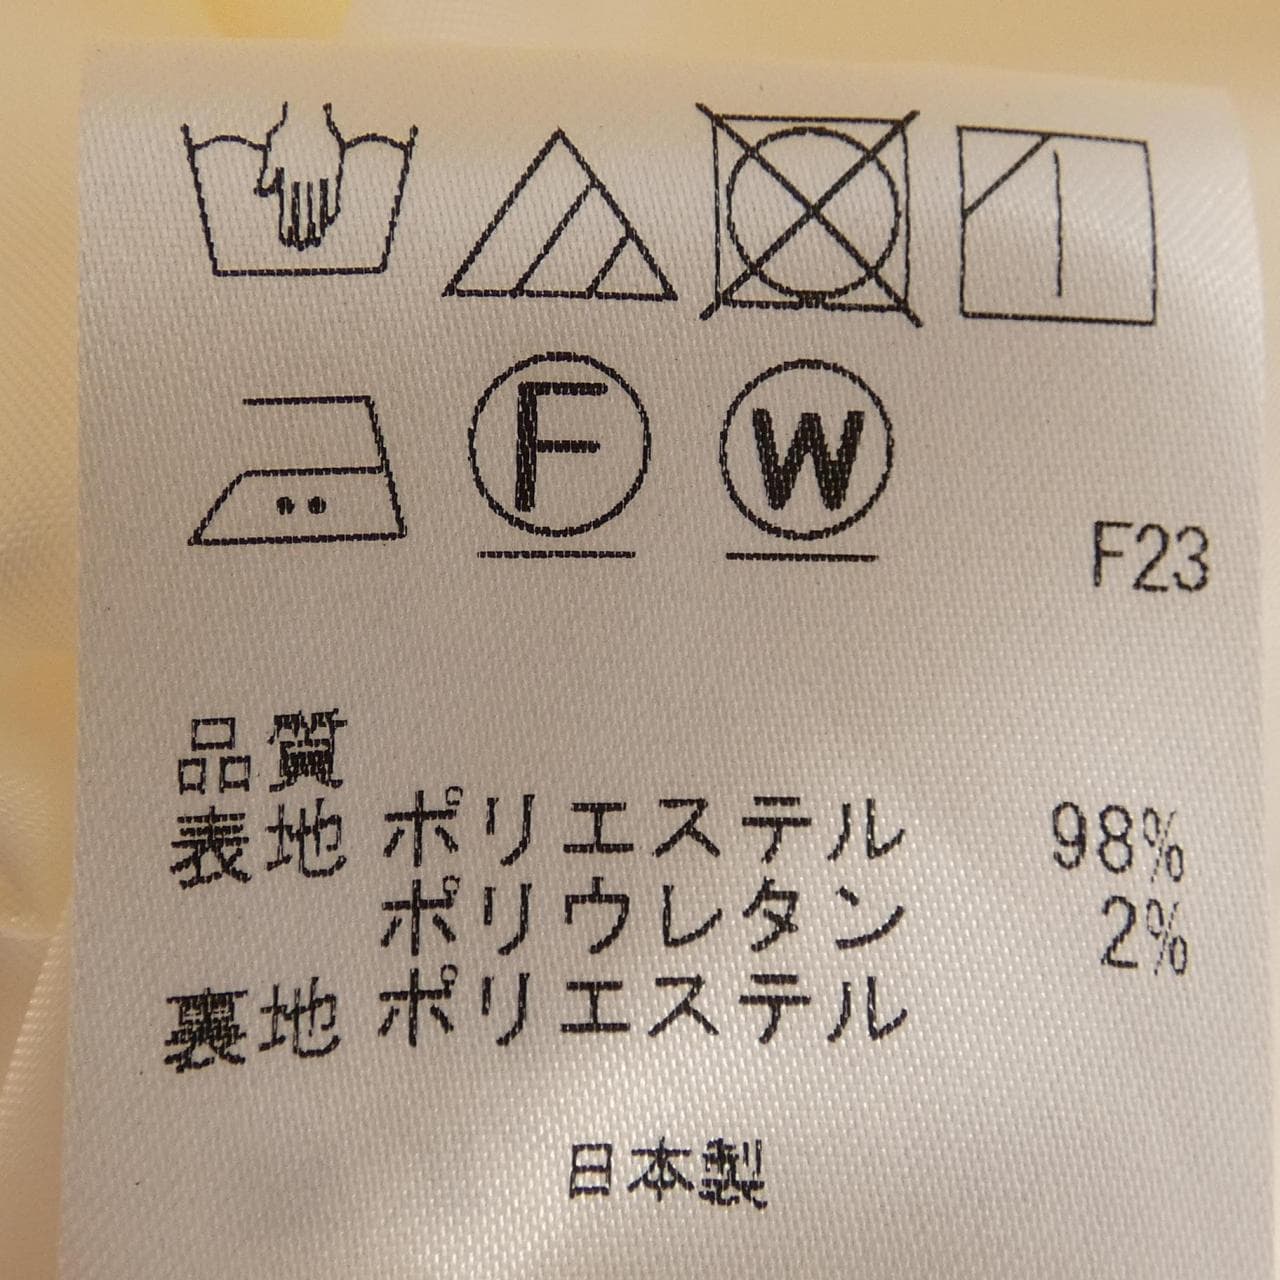 F W
F23
品質
表地 ポリエステル 98%
ポリウレタン 2%
裏地 ポリエステル
日本製